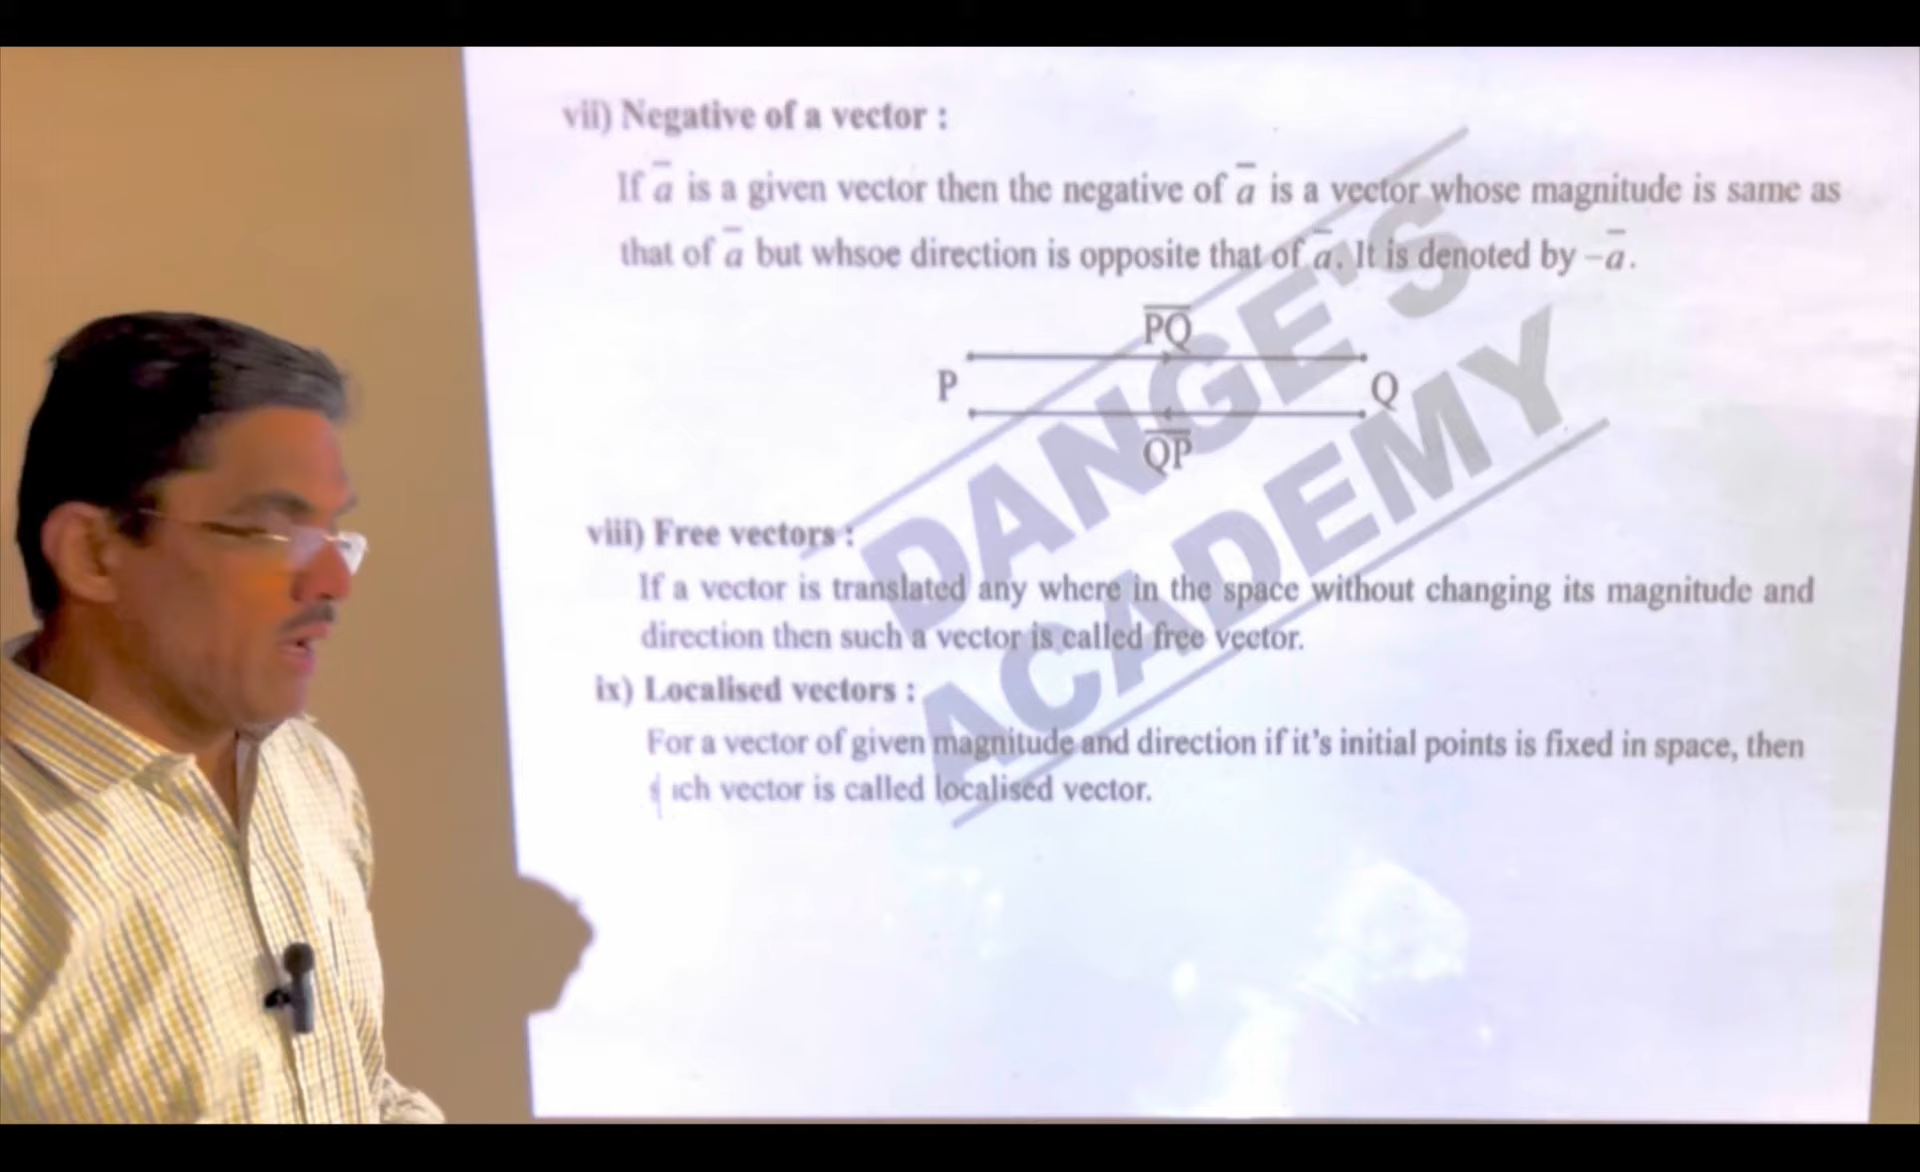 vii) Negative of a vector :
If a̅ is a given vector then the negative of a̅ is a vector whose magnitude is same as
that of a̅ but whsoe direction is opposite that of a̅. It is denoted by −a̅.
P̅Q̅
P
Q
Q̅P̅
viii) Free vectors :
If a vector is translated any where in the space without changing its magnitude and
direction then such a vector is called free vector.
ix) Localised vectors :
For a vector of given magnitude and direction if it's initial points is fixed in space, then
vector is called localised vector.
DANGE'S
ACADEMY